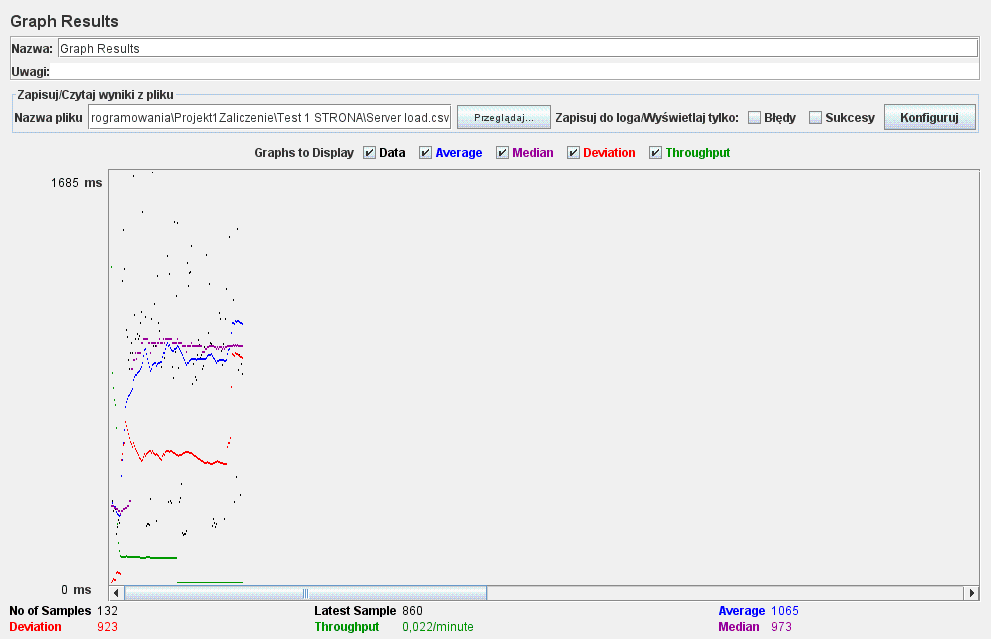 Graph Results
Nazwa: Graph Results
Uwagi:
Zapisuj/Czytaj wyniki z pliku
Nazwa pliku rogramowania\Projekt1Zaliczenie\Test 1 STRONA\Server load.csv Przeglądaj... Zapisuj do loga/Wyświetlaj tylko: Błędy Sukcesy Konfiguruj
Graphs to Display Data Average Median Deviation Throughput
1685 ms
0 ms
No of Samples 132 Latest Sample 860 Average 1065
Deviation 923 Throughput 0,022/minute Median 973